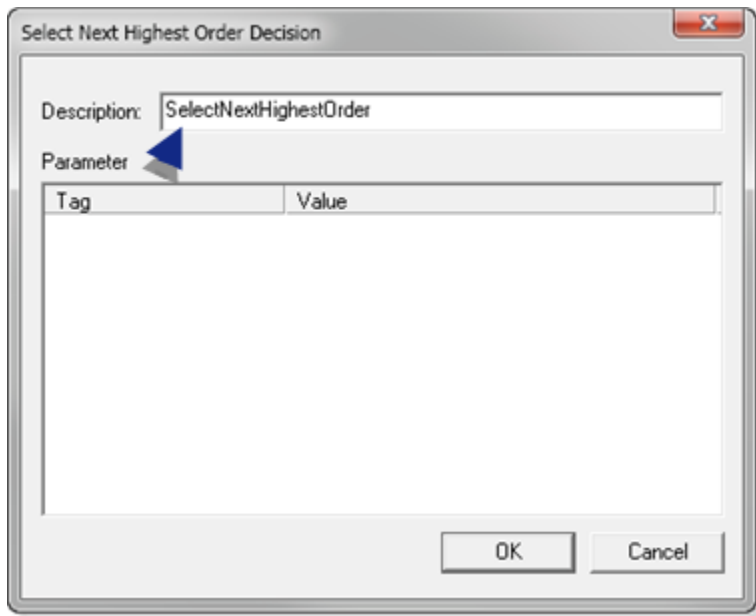 Select Next Highest Order Decision
Description: SelectNextHighestOrder
Parameter
Tag Value
OK Cancel